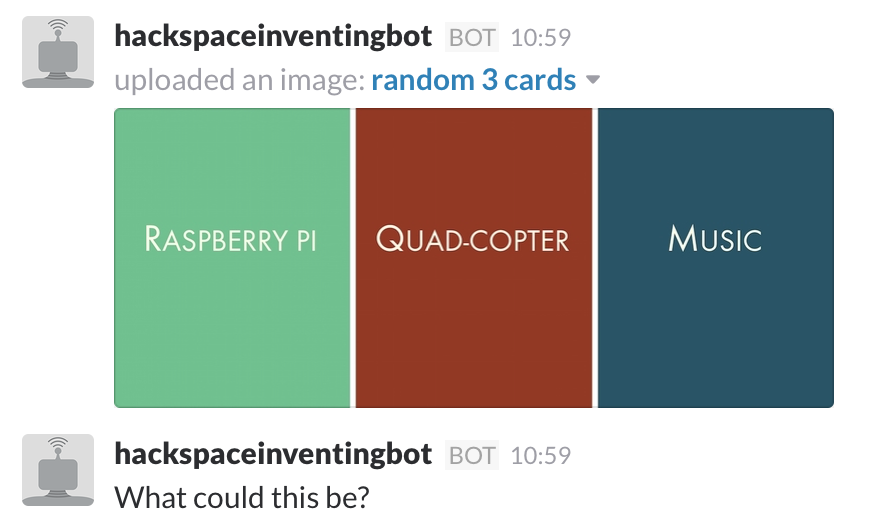 hackspaceinventingbot BOT 10:59
uploaded an image: random 3 cards
RASPBERRY PI QUAD-COPTER MUSIC
hackspaceinventingbot BOT 10:59
What could this be?